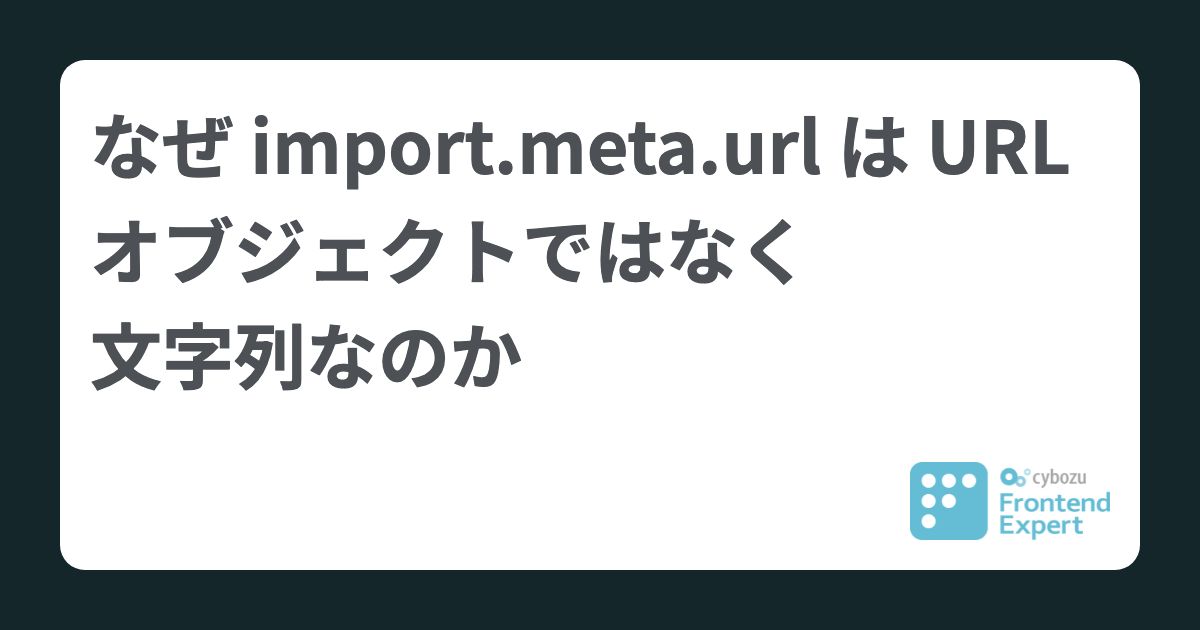 なぜ import.meta.url は URL
オブジェクトではなく
文字列なのか
cybozu
Frontend
Expert